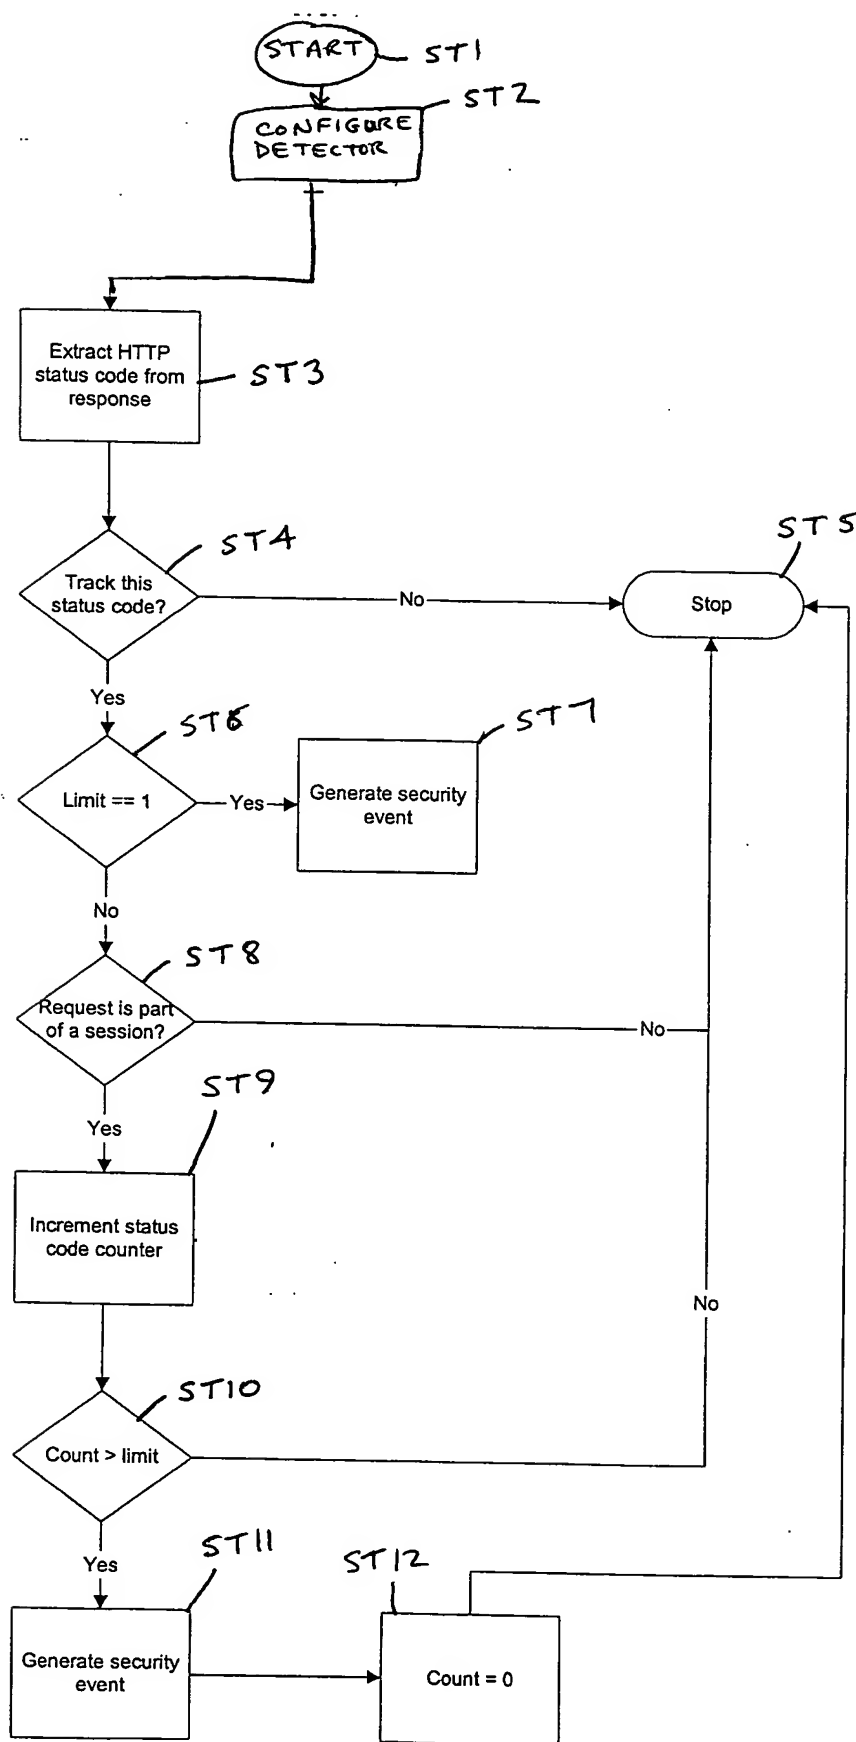 START
ST1
ST2
CONFIGURE
DETECTOR
Extract HTTP
status code from
response
ST3
ST4
Track this
status code?
No
ST5
Stop
Yes
ST6
Limit == 1
Yes
ST7
Generate security
event
No
ST8
Request is part
of a session?
No
Yes
ST9
Increment status
code counter
No
ST10
Count > limit
Yes
ST11
Generate security
event
ST12
Count = 0